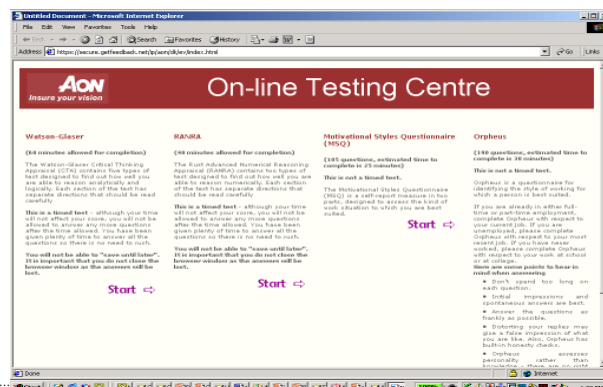 Untitled Document - Microsoft Internet Explorer
File Edit View Favorites Tools Help
Back
Search Favorites History
Address https://secure.getfeedback.net/ip/aon/dk/ev/index.html
Go Links
AON
Insure your vision
On-line Testing Centre
Watson-Glaser
(64 minutes allowed for completion)
The Watson-Glaser Critical Thinking
Appraisal (CTA) contains five types of
test designed to find out how well you
are able to reason analytically and
logically. Each section of the test has
separate directions that should be read
carefully
This is a timed test - although your time
will not affect your score, you will not be
allowed to answer any more questions
after the time allowed. You have been
given plenty of time to answer all the
questions so there is no need to rush.
You will not be able to "save until later".
It is important that you do not close the
browser window as the answers will be
lost.
Start
RANRA
(48 minutes allowed for completion)
The Rust Advanced Numerical Reasoning
Appraisal (RANRA) contains two types of
test designed to find out how well you are
able to reason numerically. Each section
of the test has separate directions that
should be read carefully
This is a timed test - although your time
will not affect your score, you will not be
allowed to answer any more questions
after the time allowed. You have been
given plenty of time to answer all the
questions so there is no need to rush.
You will not be able to "save until later".
It is important that you do not close the
browser window as the answers will be
lost.
Start
Motivational Styles Questionnaire
(MSQ)
(105 questions, estimated time to
complete is 25 minutes)
This is not a timed test.
The Motivational Styles Questionnaire
(MSQ) is a self-report measure in two
parts, designed to assess the kind of
work situation to which you are best
suited.
Start
Orpheus
(190 questions, estimated time to
complete is 30 minutes)
This is not a timed test.
Orpheus is a questionnaire for
identifying the style of working for
which a person is best suited.
If you are already in either full-
time or part-time employment,
complete Orpheus with respect to
your current job. If you are
unemployed, please complete
Orpheus with respect to your most
recent job. If you have never
worked, please complete Orpheus
with respect to your work at school
or at college.
Here are some points to bear in
mind when answering
Don't spend too long on
each question.
Initial impressions and
spontaneous answers are best.
Answer the questions as
frankly as possible.
Distorting your replies may
give a false impression of what
you are like. Also, Orpheus has
built-in honesty checks.
Orpheus assesses
personality rather than
knowledge - there are no right
Done
Internet
Start
100%